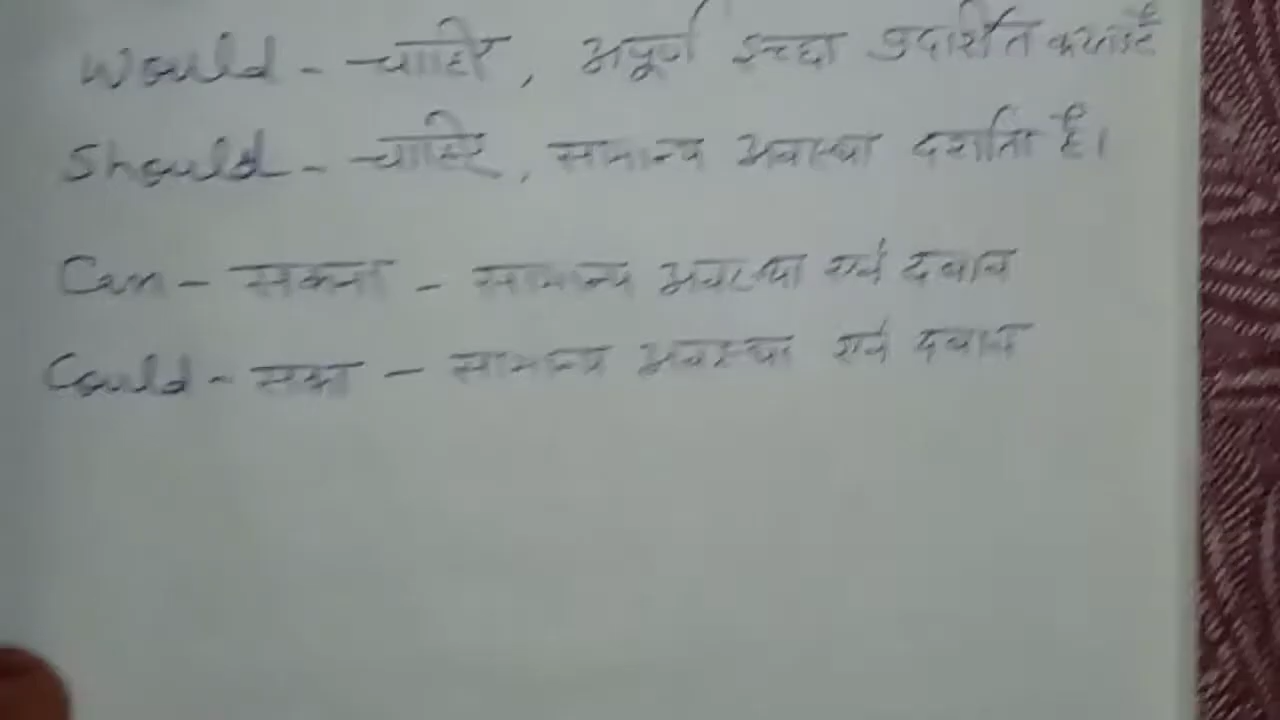 Would - चाहिए, अपूर्ण इच्छा प्रदर्शित करता है
Should - चाहिए, सामान्य अवस्था दर्शाता है।
Can - सकना - सामान्य अवस्था एवं दबाव
Could - सका - सामान्य अवस्था एवं दबाव